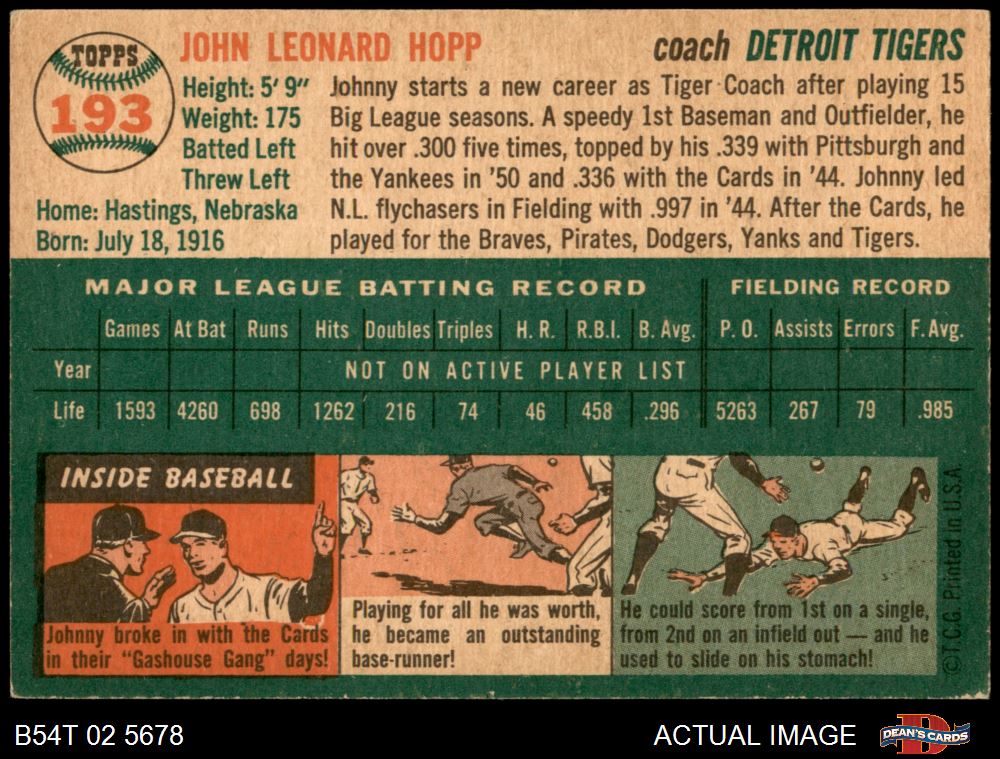 TOPPS
193
JOHN LEONARD HOPP
coach DETROIT TIGERS
Height: 5' 9"
Weight: 175
Batted Left
Threw Left
Home: Hastings, Nebraska
Born: July 18, 1916
Johnny starts a new career as Tiger Coach after playing 15
Big League seasons. A speedy 1st Baseman and Outfielder, he
hit over .300 five times, topped by his .339 with Pittsburgh and
the Yankees in '50 and .336 with the Cards in '44. Johnny led
N.L. flychasers in Fielding with .997 in '44. After the Cards, he
played for the Braves, Pirates, Dodgers, Yanks and Tigers.
MAJOR LEAGUE BATTING RECORD FIELDING RECORD
Games At Bat Runs Hits Doubles Triples H. R. R.B.I. B. Avg. P. O. Assists Errors F. Avg.
Year NOT ON ACTIVE PLAYER LIST
Life 1593 4260 698 1262 216 74 46 458 .296 5263 267 79 .985
INSIDE BASEBALL
Johnny broke in with the Cards
in their "Gashouse Gang" days!
Playing for all he was worth,
he became an outstanding
base-runner!
He could score from 1st on a single,
from 2nd on an infield out — and he
used to slide on his stomach!
©T.C.G. Printed in U.S.A.
B54T 02 5678
ACTUAL IMAGE
D
DEAN'S CARDS